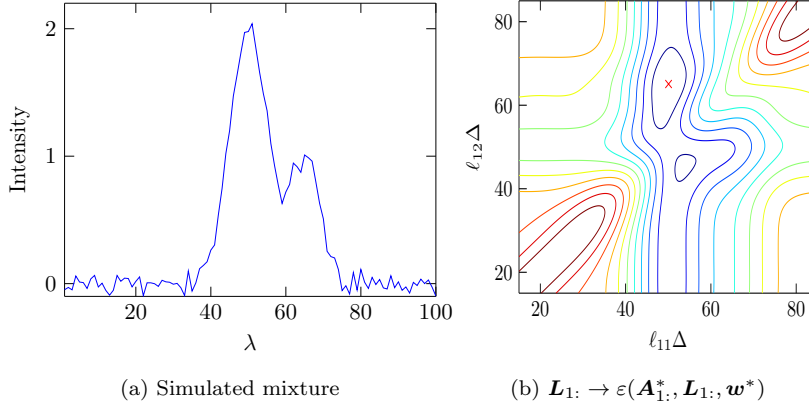 2
1
0
Intensity
0
20
40
60
80
100
λ
(a) Simulated mixture
80
60
40
20
ℓ₁₂Δ
20
40
60
80
ℓ₁₁Δ
x
(b) L₁: → ε(A*₁:, L₁:, w*)